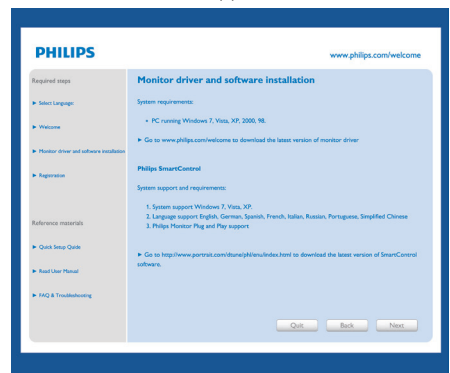 PHILIPS
www.philips.com/welcome
Required steps
► Select Language:
► Welcome
► Monitor driver and software installation
► Registration
Reference materials
► Quick Setup Quide
► Read User Manual
► FAQ & Troubleshooting
Monitor driver and software installation
System requirements:
• PC running Windows 7, Vista, XP, 2000, 98.
► Go to www.philips.com/welcome to download the latest version of monitor driver
Philips SmartControl
System support and requirements:
1. System support Windows 7, Vista, XP.
2. Language support English, German, Spanish, French, Italian, Russian, Portuguese, Simplified Chinese
3. Philips Monitor Plug and Play support
► Go to http://www.portrait.com/dtune/phl/enu/index.html to download the latest version of SmartControl
software.
Quit
Back
Next